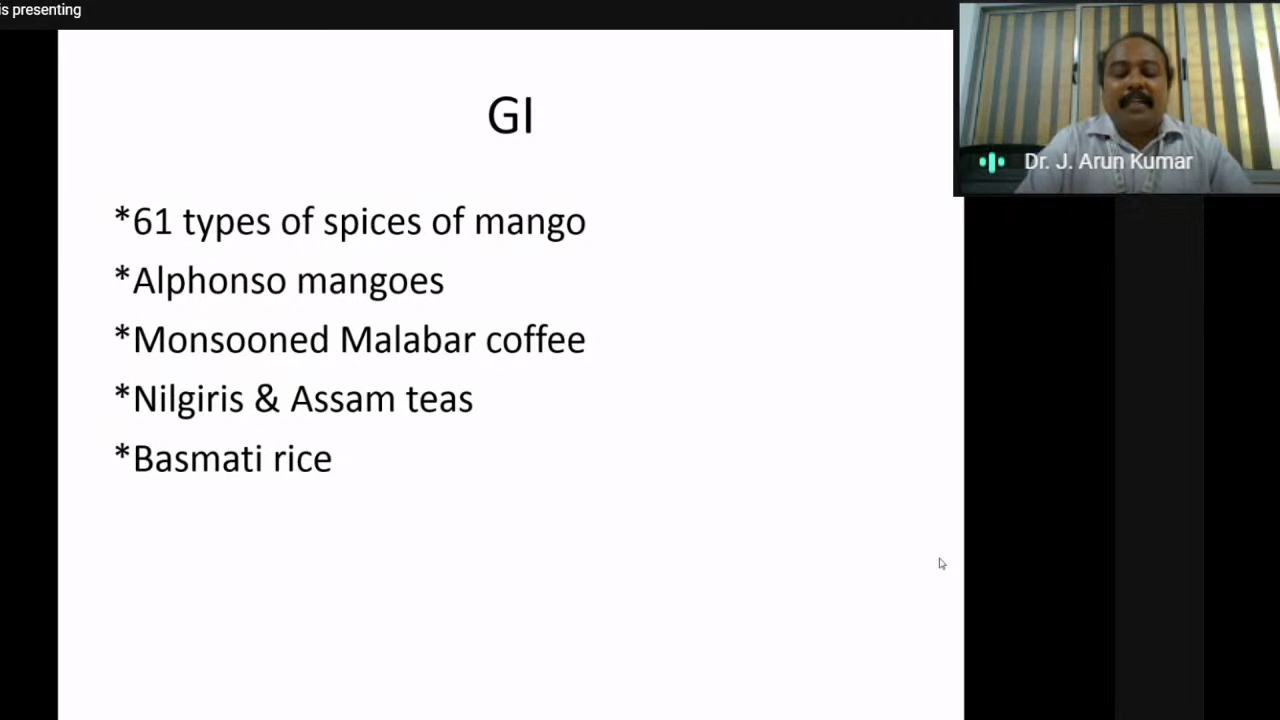 is presenting
GI
*61 types of spices of mango
*Alphonso mangoes
*Monsooned Malabar coffee
*Nilgiris & Assam teas
*Basmati rice
Dr. J. Arun Kumar